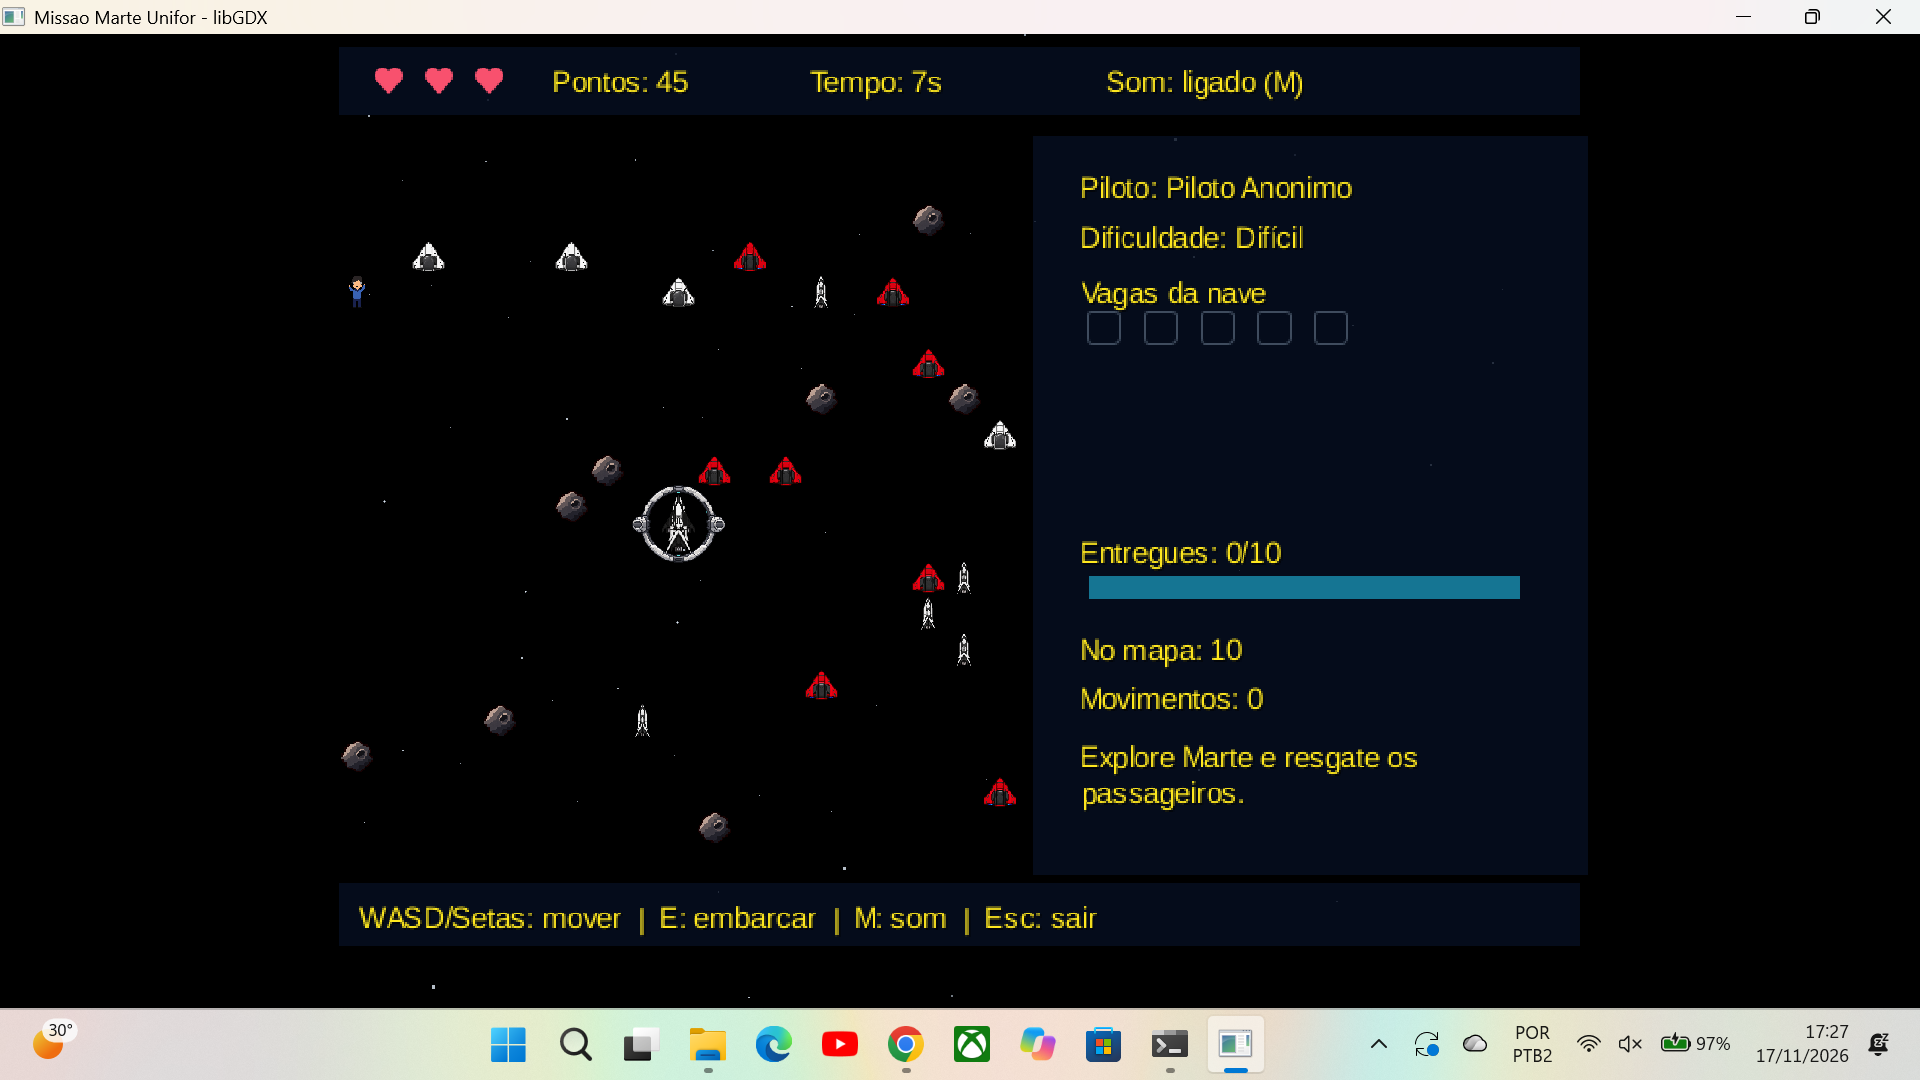 Missao Marte Unifor - libGDX
Pontos: 45
Tempo: 7s
Som: ligado (M)
Piloto: Piloto Anonimo
Dificuldade: Difícil
Vagas da nave
Entregues: 0/10
No mapa: 10
Movimentos: 0
Explore Marte e resgate os
passageiros.
WASD/Setas: mover | E: embarcar | M: som | Esc: sair
30°
POR
PTB2
97%
17:27
17/11/2026